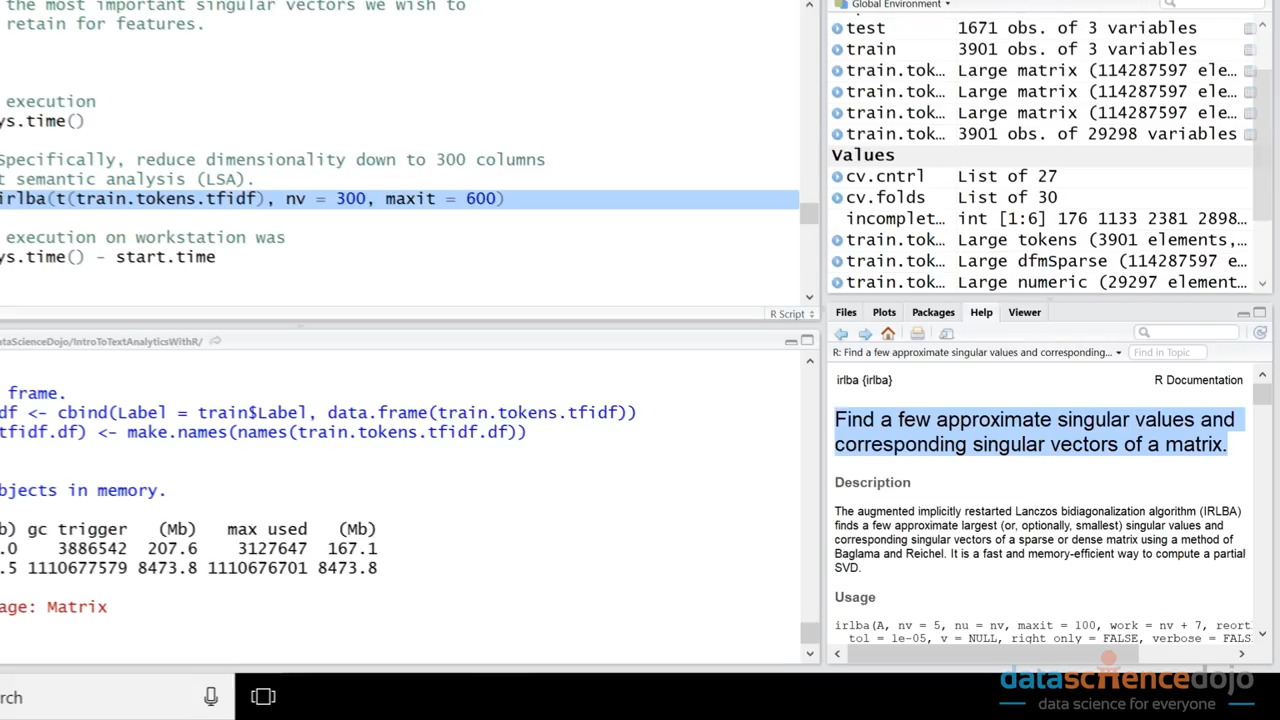 the most important singular vectors we wish to
retain for features.
execution
ys.time()
Specifically, reduce dimensionality down to 300 columns
t semantic analysis (LSA).
irlba(t(train.tokens.tfidf), nv = 300, maxit = 600)
execution on workstation was
ys.time() - start.time
R Script
Global Environment
test 1671 obs. of 3 variables
train 3901 obs. of 3 variables
train.tok… Large matrix (114287597 ele…
train.tok… Large matrix (114287597 ele…
train.tok… Large matrix (114287597 ele…
train.tok… 3901 obs. of 29298 variables
Values
cv.cntrl List of 27
cv.folds List of 30
incomplet… int [1:6] 176 1133 2381 2898…
train.tok… Large tokens (3901 elements,…
train.tok… Large dfmSparse (114287597 e…
train.tok… Large numeric (29297 element…
ataScienceDojo/IntroToTextAnalyticsWithR/
frame.
df <- cbind(Label = train$Label, data.frame(train.tokens.tfidf))
tfidf.df) <- make.names(names(train.tokens.tfidf.df))
bjects in memory.
b) gc trigger (Mb) max used (Mb)
.0 3886542 207.6 3127647 167.1
.5 1110677579 8473.8 1110676701 8473.8
age: Matrix
Files Plots Packages Help Viewer
R: Find a few approximate singular values and corresponding... Find in Topic
irlba {irlba} R Documentation
Find a few approximate singular values and
corresponding singular vectors of a matrix.
Description
The augmented implicitly restarted Lanczos bidiagonalization algorithm (IRLBA)
finds a few approximate largest (or, optionally, smallest) singular values and
corresponding singular vectors of a sparse or dense matrix using a method of
Baglama and Reichel. It is a fast and memory-efficient way to compute a partial
SVD.
Usage
irlba(A, nv = 5, nu = nv, maxit = 100, work = nv + 7, reort
tol = 1e-05, v = NULL, right_only = FALSE, verbose = FALS
rch
datasciencedojo
data science for everyone